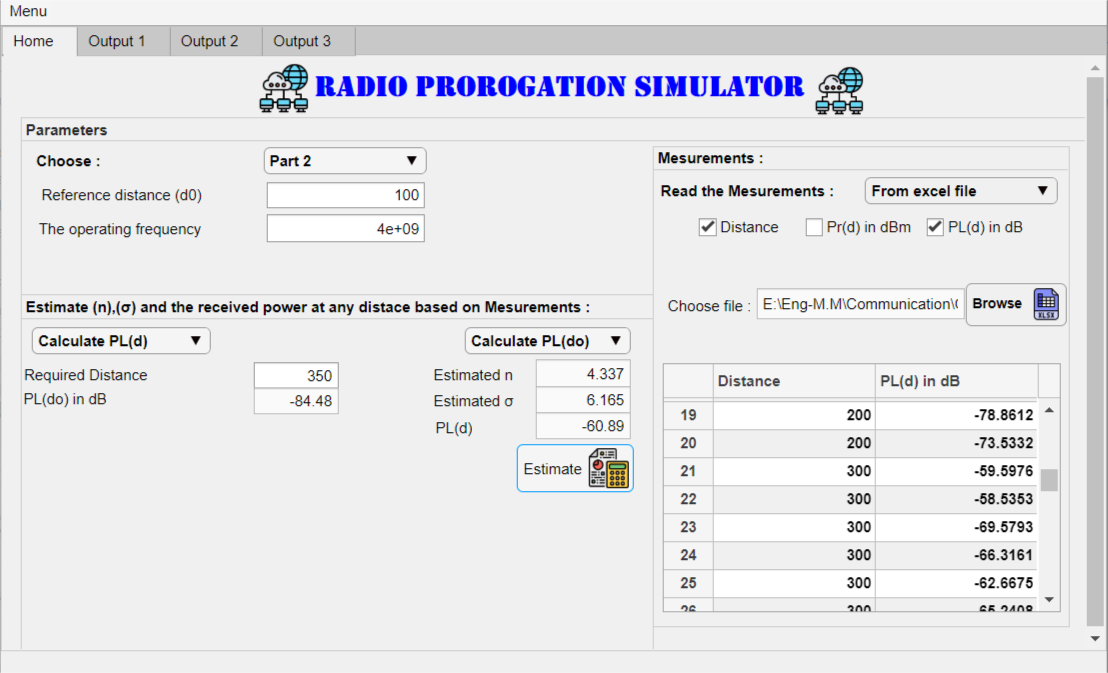 Menu
Home Output 1 Output 2 Output 3
RADIO PROROGATION SIMULATOR
Parameters
Choose : Part 2
Reference distance (d0) 100
The operating frequency 4e+09
Mesurements :
Read the Mesurements : From excel file
Distance Pr(d) in dBm PL(d) in dB
Choose file : E:\Eng-M.M\Communication\ Browse
XLSX
Estimate (n),(σ) and the received power at any distace based on Mesurements :
Calculate PL(d) Calculate PL(do)
Required Distance 350 Estimated n 4.337
PL(do) in dB -84.48 Estimated σ 6.165
PL(d) -60.89
Estimate
Distance PL(d) in dB
19 200 -78.8612
20 200 -73.5332
21 300 -59.5976
22 300 -58.5353
23 300 -69.5793
24 300 -66.3161
25 300 -62.6675
26 300 -65.2408